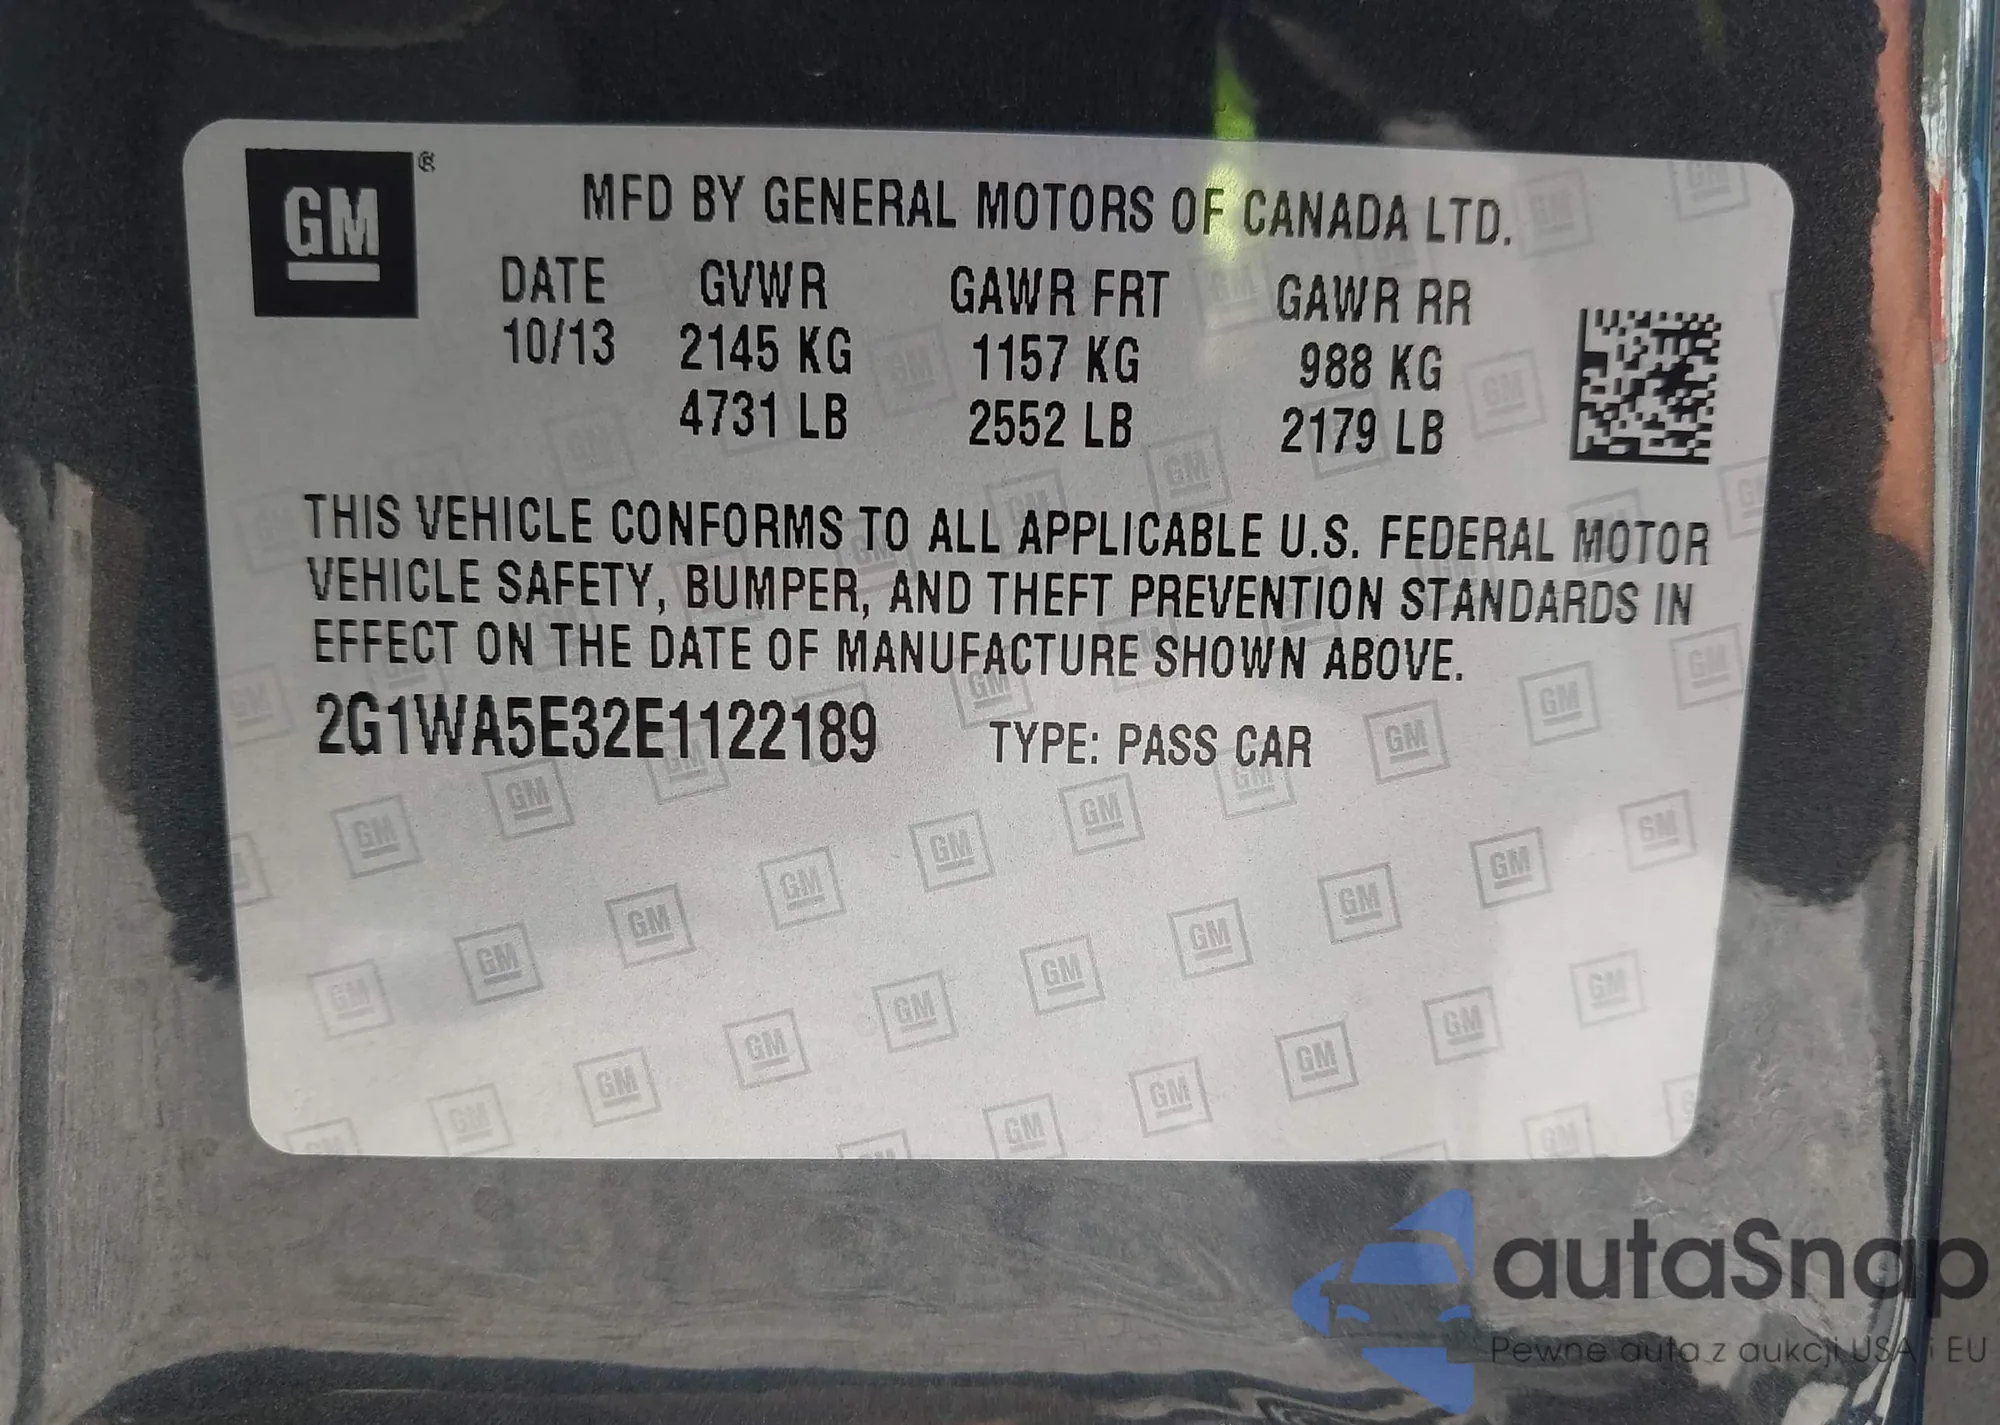 GM ®
MFD BY GENERAL MOTORS OF CANADA LTD.
DATE GVWR GAWR FRT GAWR RR
10/13 2145 KG 1157 KG 988 KG
4731 LB 2552 LB 2179 LB
THIS VEHICLE CONFORMS TO ALL APPLICABLE U.S. FEDERAL MOTOR
VEHICLE SAFETY, BUMPER, AND THEFT PREVENTION STANDARDS IN
EFFECT ON THE DATE OF MANUFACTURE SHOWN ABOVE.
2G1WA5E32E1122189 TYPE: PASS CAR
autaSnap
Pewne auta z aukcji USA i EU